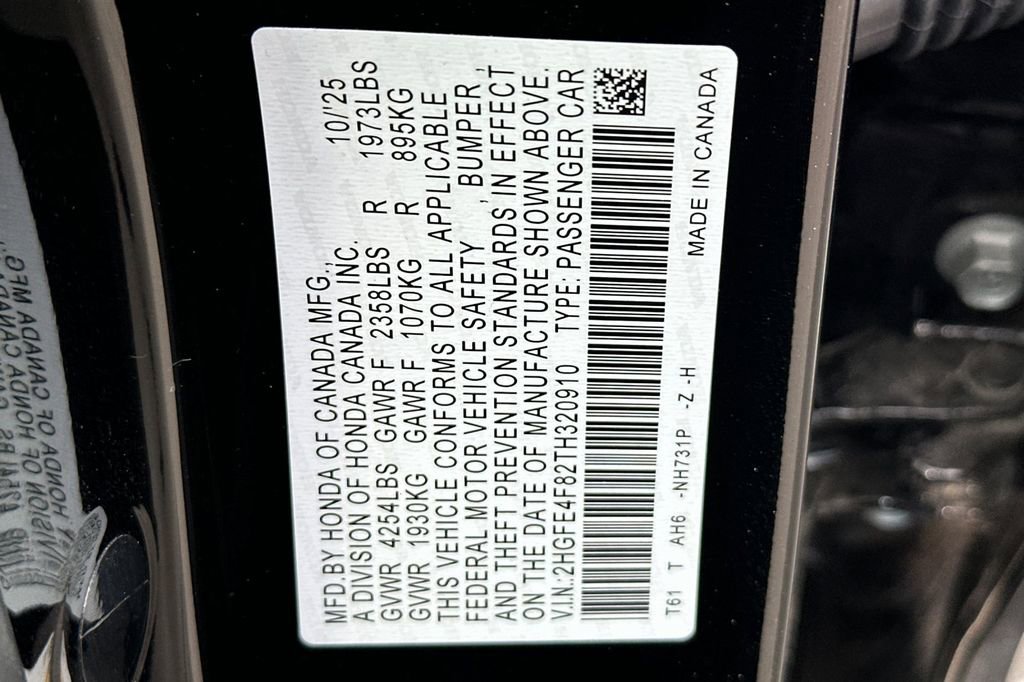 MFD.BY HONDA OF CANADA MFG., 10/'25
A DIVISION OF HONDA CANADA INC.
GVWR 4254LBS GAWR F 2358LBS R 1973LBS
GVWR 1930KG GAWR F 1070KG R 895KG
THIS VEHICLE CONFORMS TO ALL APPLICABLE
FEDERAL MOTOR VEHICLE SAFETY , BUMPER ,
AND THEFT PREVENTION STANDARDS IN EFFECT
ON THE DATE OF MANUFACTURE SHOWN ABOVE.
V.I.N.:2HGFE4F82TH320910 TYPE: PASSENGER CAR
T61 T AH6 -NH731P -Z -H MADE IN CANADA